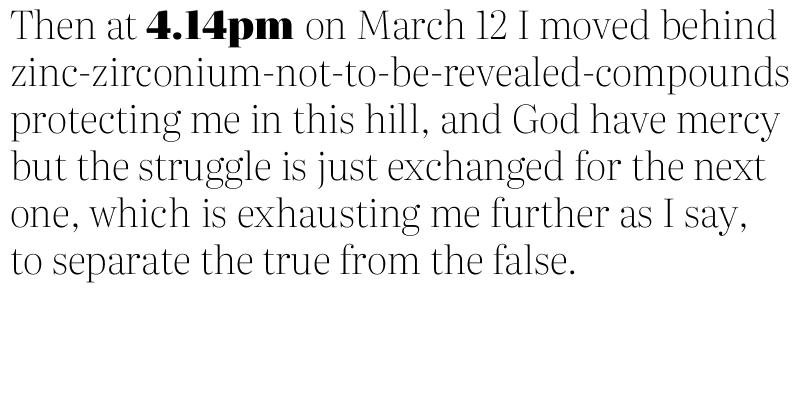 Then at 4.14pm on March 12 I moved behind
zinc-zirconium-not-to-be-revealed-compounds
protecting me in this hill, and God have mercy
but the struggle is just exchanged for the next
one, which is exhausting me further as I say,
to separate the true from the false.